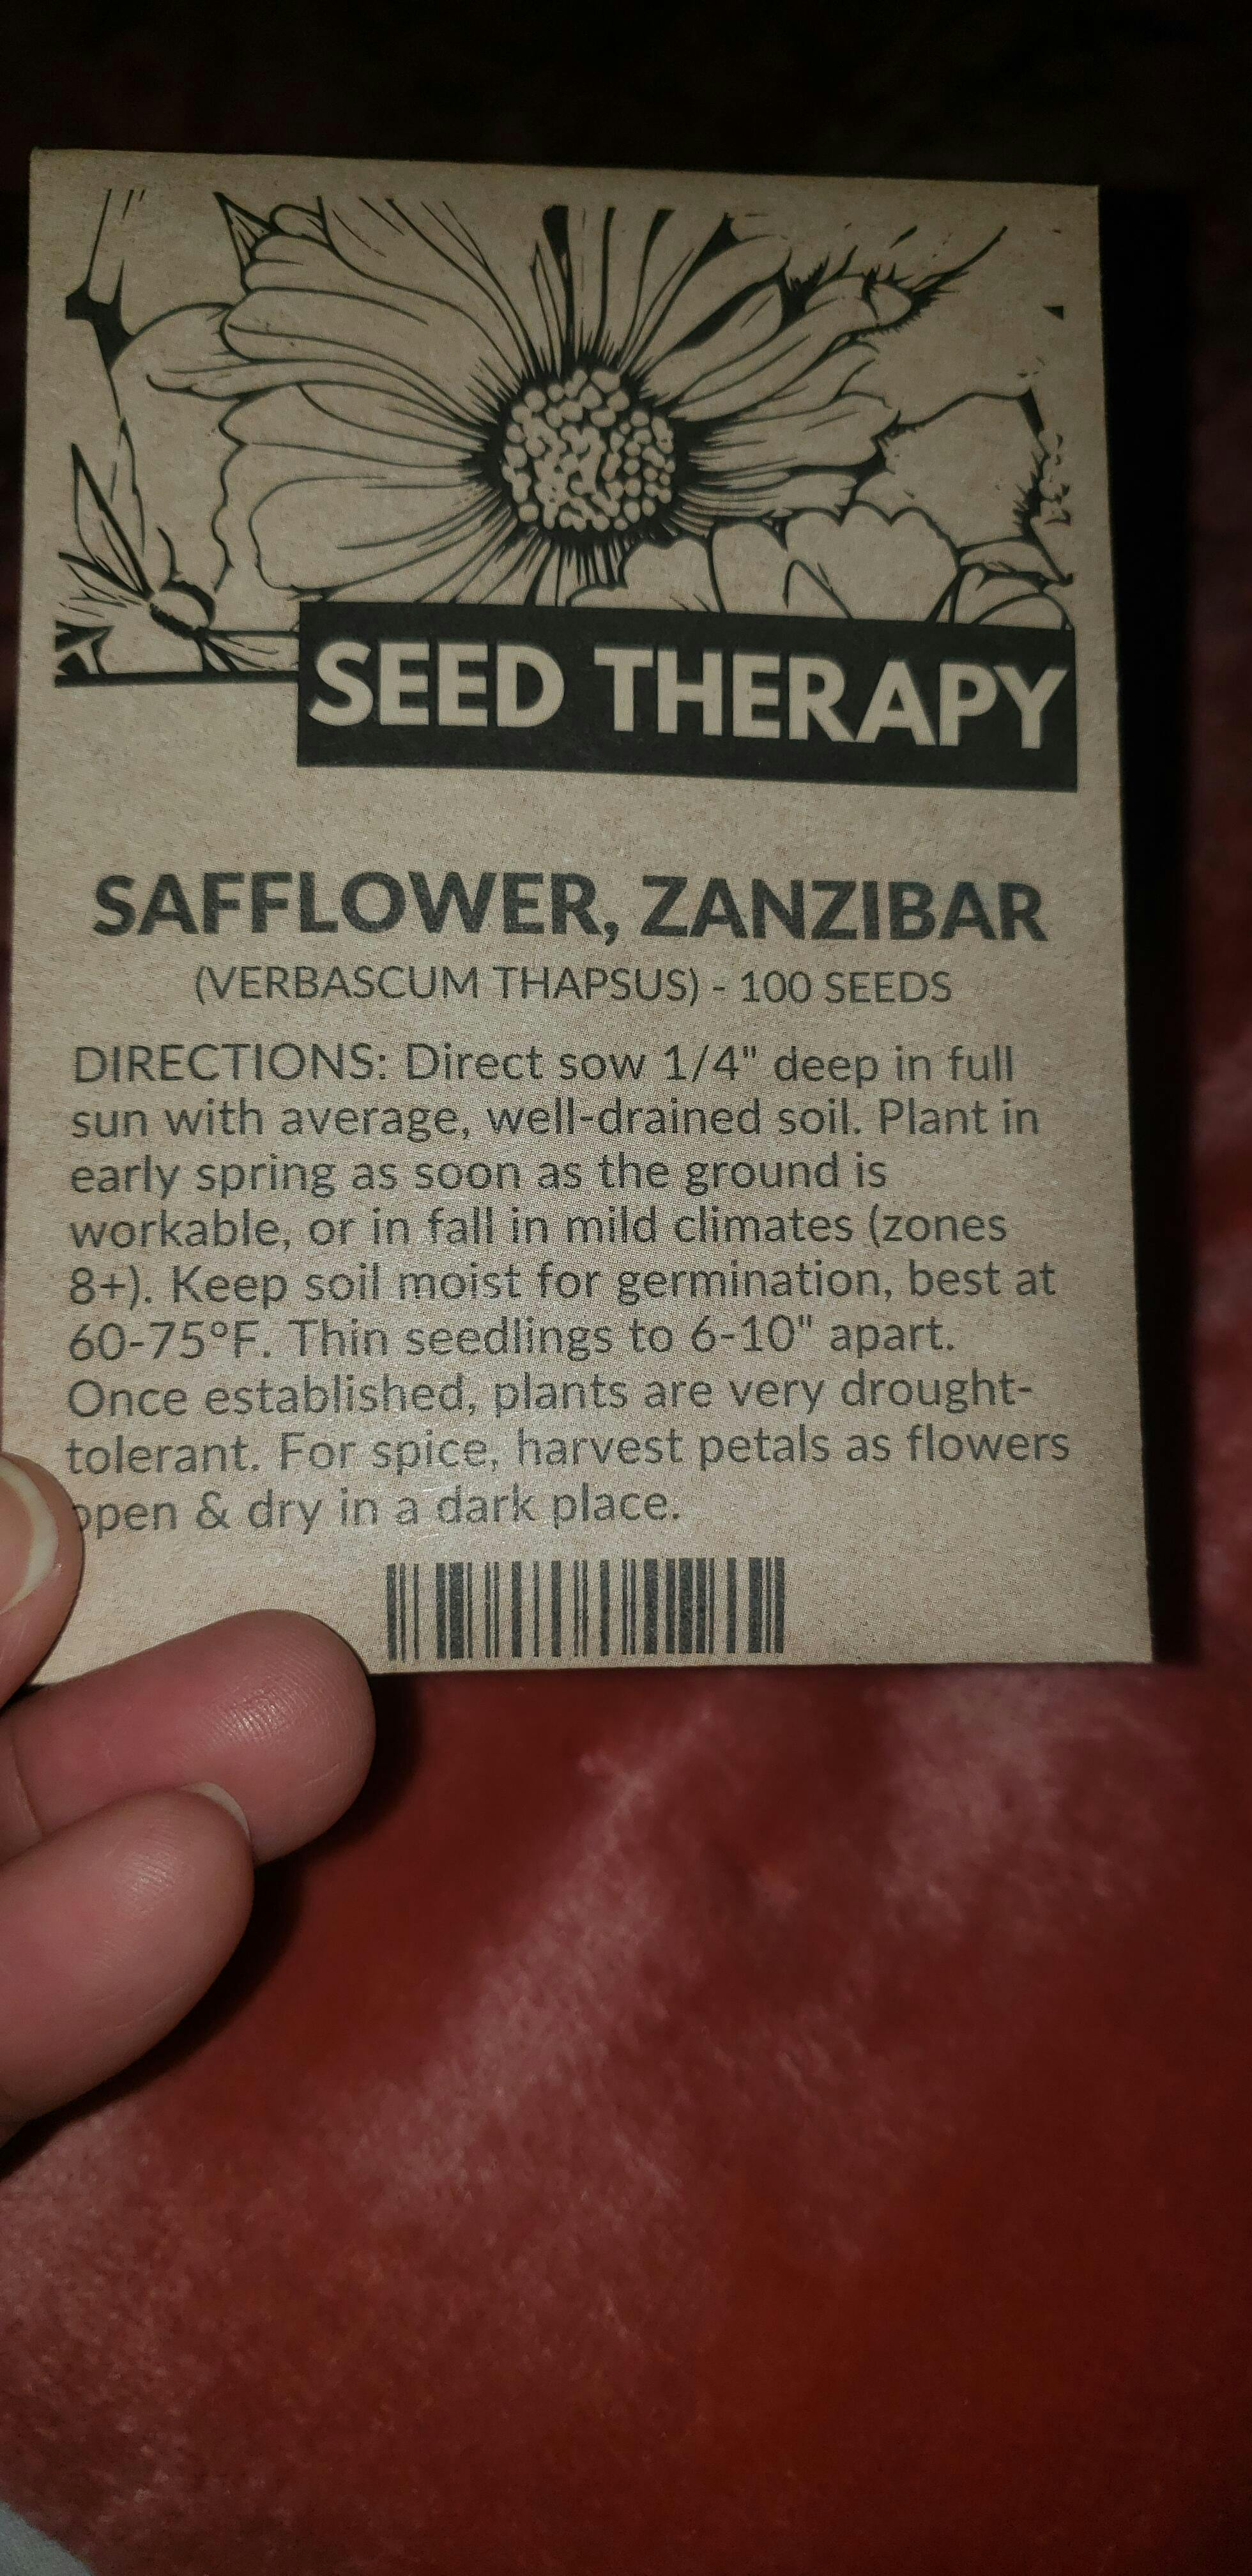 SEED THERAPY
SAFFLOWER, ZANZIBAR
(VERBASCUM THAPSUS) - 100 SEEDS
DIRECTIONS: Direct sow 1/4" deep in full
sun with average, well-drained soil. Plant in
early spring as soon as the ground is
workable, or in fall in mild climates (zones
8+). Keep soil moist for germination, best at
60-75°F. Thin seedlings to 6-10" apart.
Once established, plants are very drought-
tolerant. For spice, harvest petals as flowers
open & dry in a dark place.